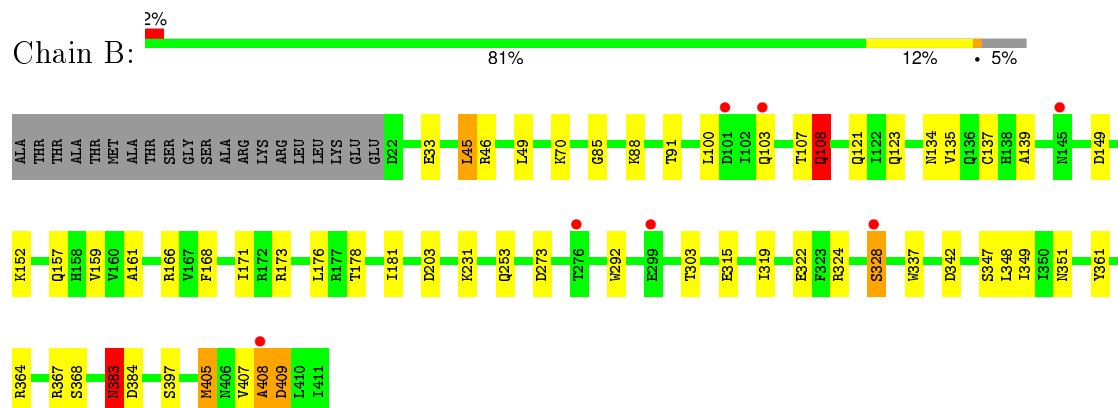 2%
Chain B:
81% 12% • 5%
ALA THR THR ALA THR MET ALA THR SER GLY SER ALA ARG LYS ARG LEU LEU LYS GLU GLU D22 E33 L45 R46 L49 K70 G85 K88 T91 L100 D101 I102 Q103 T107 Q108 Q121 I122 Q123 N134 V135 Q136 C137 H138 A139 N145 D149
K152 Q157 H158 V159 V160 A161 R166 V167 F168 I171 R172 R173 L176 R177 T178 I181 D203 K231 Q253 D273 T276 W292 E299 T303 E315 I319 E322 F323 R324 S328 W337 D342 S347 L348 I349 I350 N351 Y361
R364 R367 S368 N383 D384 S397 M405 N406 V407 A408 D409 L410 I411